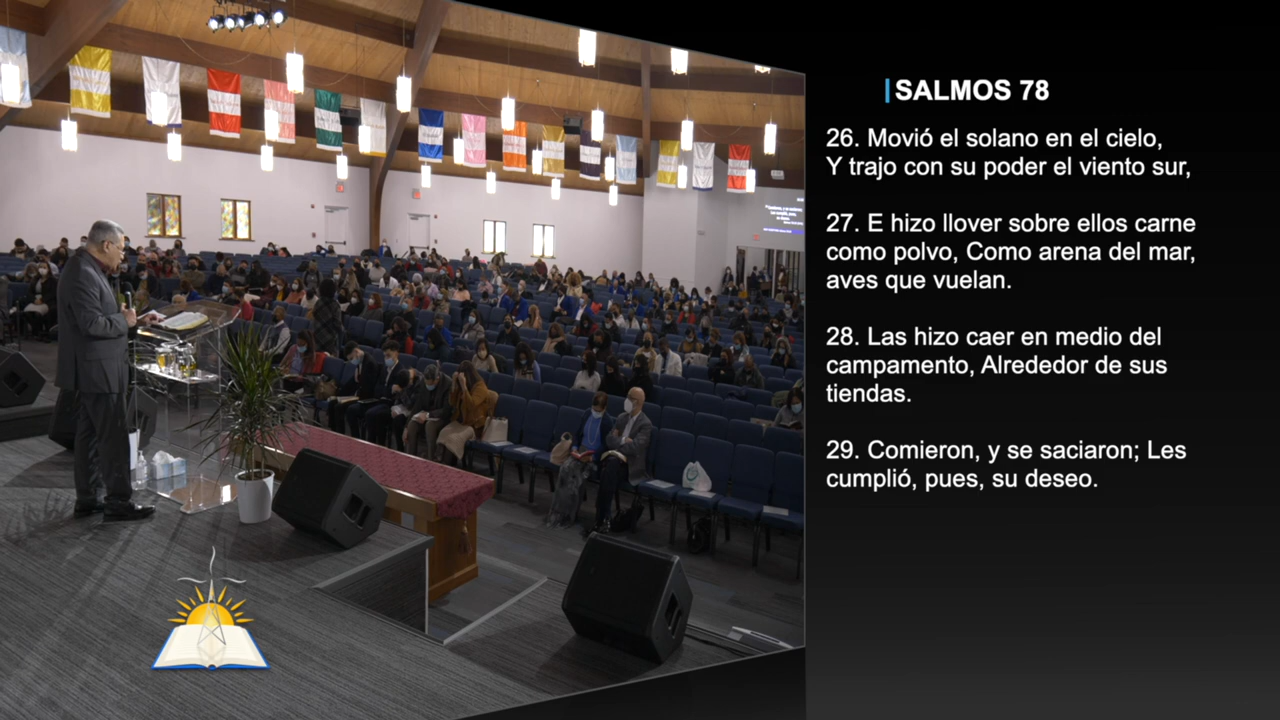 SALMOS 78
26. Movió el solano en el cielo,
Y trajo con su poder el viento sur,
27. E hizo llover sobre ellos carne
como polvo, Como arena del mar,
aves que vuelan.
28. Las hizo caer en medio del
campamento, Alrededor de sus
tiendas.
29. Comieron, y se saciaron; Les
cumplió, pues, su deseo.